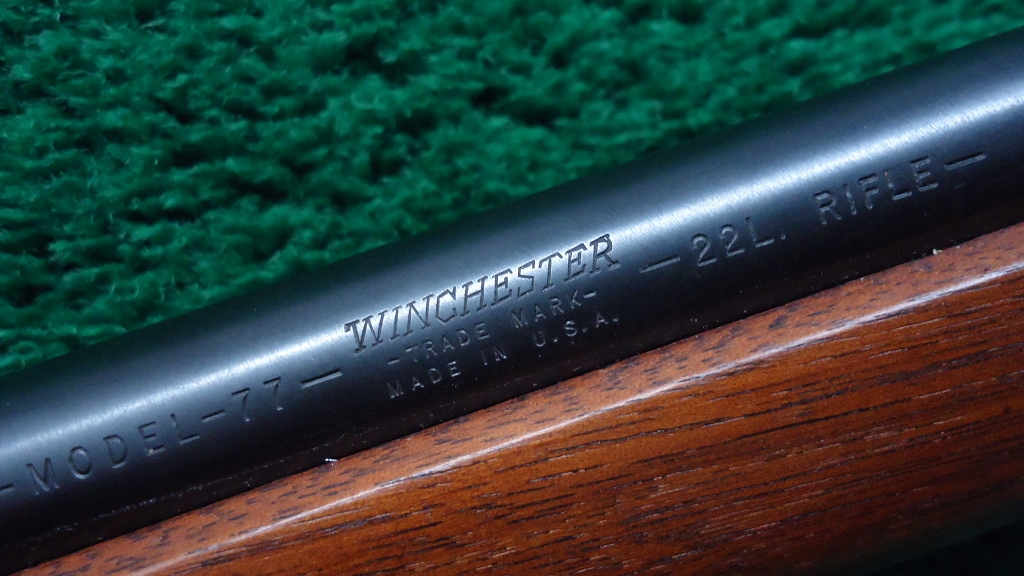 -MODEL-77- WINCHESTER -22L. RIFLE-
-TRADE MARK-
MADE IN U.S.A.